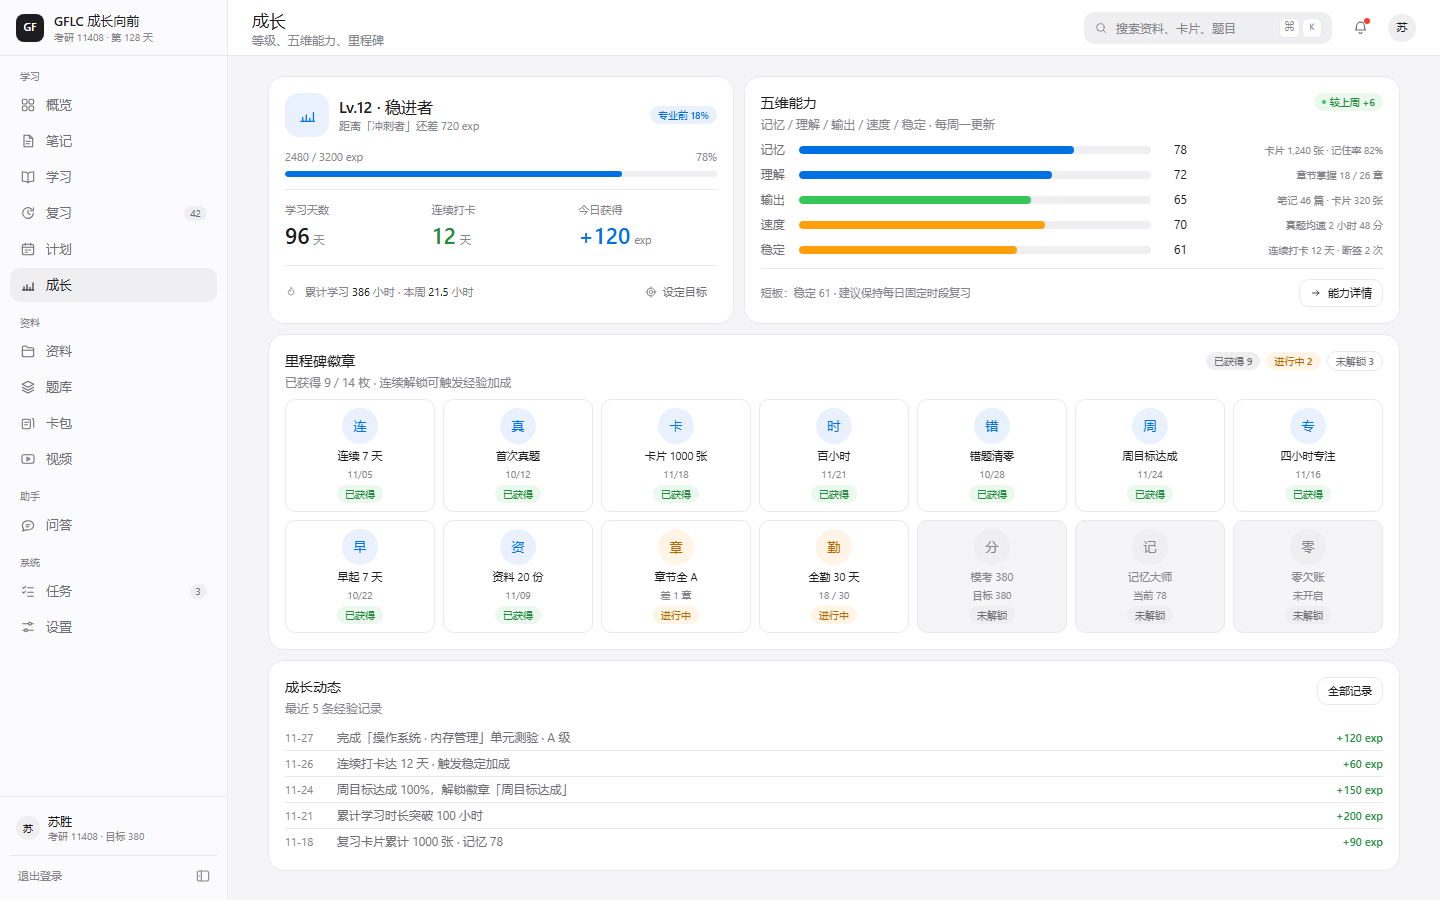 GF
GFLC 成长向前
考研 11408 · 第 128 天
学习
概览
笔记
学习
复习
42
计划
成长
资料
资料
题库
卡包
视频
助手
问答
系统
任务
3
设置
苏
苏胜
考研 11408 · 目标 380
退出登录
成长
等级、五维能力、里程碑
搜索资料、卡片、题目
⌘ K
苏
Lv.12 · 稳进者
距离「冲刺者」还差 720 exp
专业前 18%
2480 / 3200 exp
78%
学习天数
连续打卡
今日获得
96 天
12 天
+120 exp
累计学习 386 小时 · 本周 21.5 小时
设定目标
五维能力
较上周 +6
记忆 / 理解 / 输出 / 速度 / 稳定 · 每周一更新
记忆 78 卡片 1,240 张 · 记住率 82%
理解 72 章节掌握 18 / 26 章
输出 65 笔记 46 篇 · 卡片 320 张
速度 70 真题均速 2 小时 48 分
稳定 61 连续打卡 12 天 · 断签 2 次
短板：稳定 61 · 建议保持每日固定时段复习
能力详情
里程碑徽章
已获得 9 / 14 枚 · 连续解锁可触发经验加成
已获得 9
进行中 2
未解锁 3
连
连续 7 天
11/05
已获得
真
首次真题
10/12
已获得
卡
卡片 1000 张
11/18
已获得
时
百小时
11/21
已获得
错
错题清零
10/28
已获得
周
周目标达成
11/24
已获得
专
四小时专注
11/16
已获得
早
早起 7 天
10/22
已获得
资
资料 20 份
11/09
已获得
章
章节全 A
差 1 章
进行中
勤
全勤 30 天
18 / 30
进行中
分
模考 380
目标 380
未解锁
记
记忆大师
当前 78
未解锁
零
零欠账
未开启
未解锁
成长动态
最近 5 条经验记录
全部记录
11-27 完成「操作系统 · 内存管理」单元测验 · A 级 +120 exp
11-26 连续打卡达 12 天 · 触发稳定加成 +60 exp
11-24 周目标达成 100%，解锁徽章「周目标达成」 +150 exp
11-21 累计学习时长突破 100 小时 +200 exp
11-18 复习卡片累计 1000 张 · 记忆 78 +90 exp